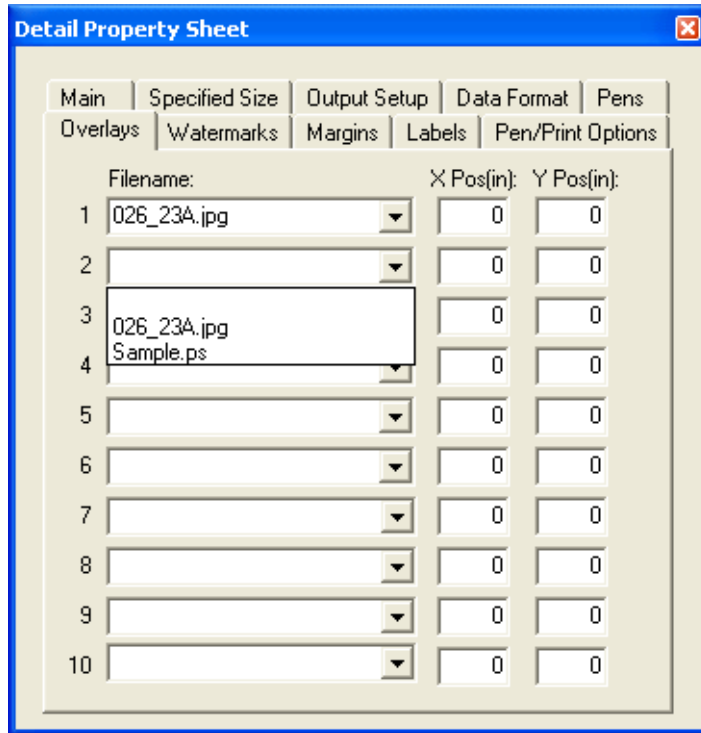 Detail Property Sheet
Main Specified Size Output Setup Data Format Pens
Overlays Watermarks Margins Labels Pen/Print Options
Filename: X Pos(in): Y Pos(in):
1 026_23A.jpg 0 0
2 0 0
3 026_23A.jpg 0 0
Sample.ps
4 0 0
5 0 0
6 0 0
7 0 0
8 0 0
9 0 0
10 0 0